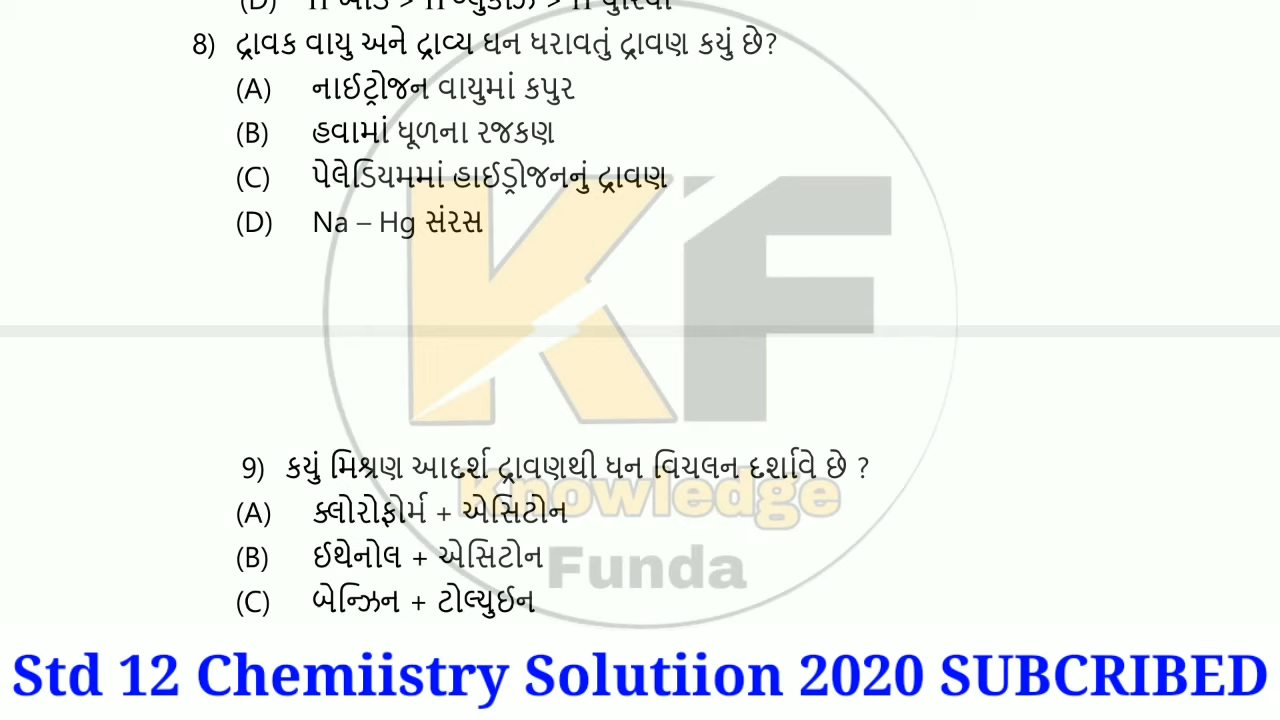 8) દ્રાવક વાયુ અને દ્રાવ્ય ઘન ધરાવતું દ્રાવણ કયું છે?
(A) નાઈટ્રોજન વાયુમાં કપુર
(B) હવામાં ધૂળના રજકણ
(C) પેલેડિયમમાં હાઈડ્રોજનનું દ્રાવણ
(D) Na – Hg સંરસ
KF
9) કયું મિશ્રણ આદર્શ દ્રાવણથી ધન વિચલન દર્શાવે છે ?
Knowledge
(A) ક્લોરોફોર્મ + એસિટોન
(B) ઈથેનોલ + એસિટોન
Funda
(C) બેન્ઝિન + ટોલ્યુઈન
Std 12 Chemiistry Solutiion 2020 SUBCRIBED